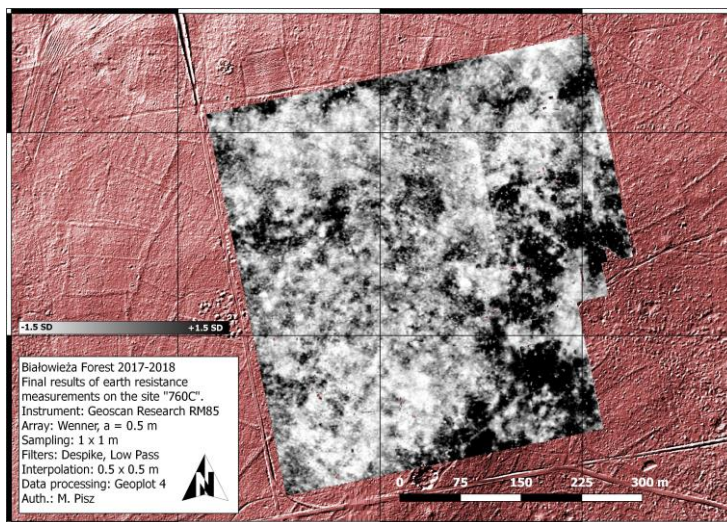 -1.5 SD +1.5 SD
Białowieża Forest 2017-2018
Final results of earth resistance
measurements on the site "760C".
Instrument: Geoscan Research RM85
Array: Wenner, a = 0.5 m
Sampling: 1 x 1 m
Filters: Despike, Low Pass
Interpolation: 0.5 x 0.5 m
Data processing: Geoplot 4
Auth.: M. Pisz
N
0 75 150 225 300 m